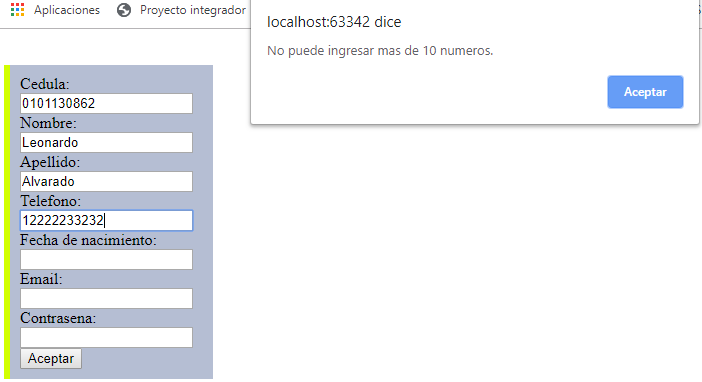 Aplicaciones
Proyecto integrador
localhost:63342 dice
No puede ingresar mas de 10 numeros.
Aceptar
Cedula:
0101130862
Nombre:
Leonardo
Apellido:
Alvarado
Telefono:
12222233232
Fecha de nacimiento:
Email:
Contrasena:
Aceptar